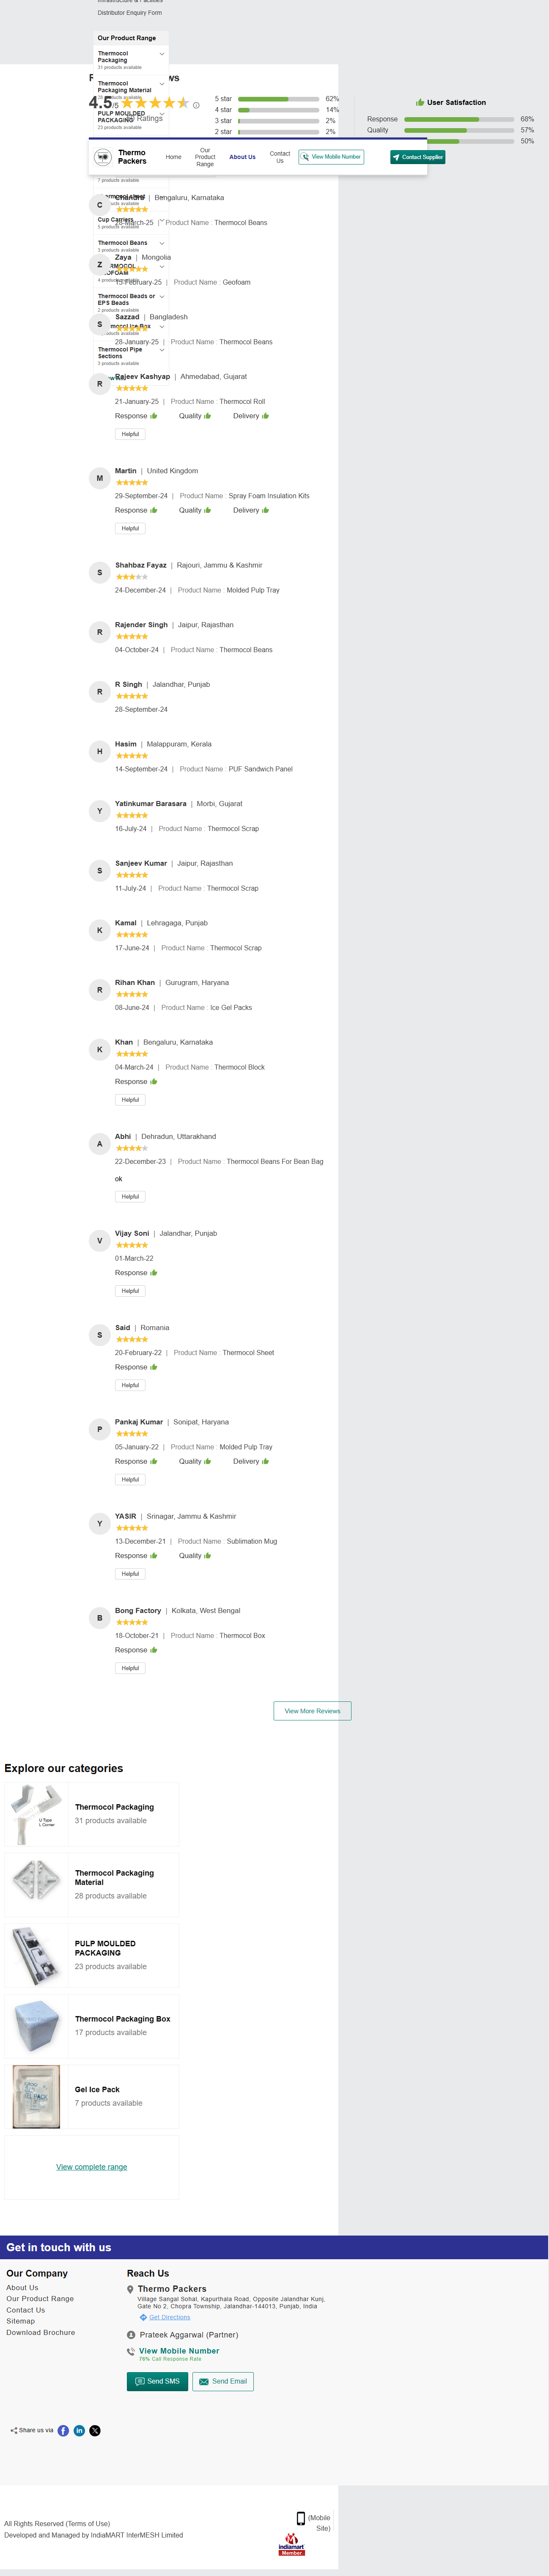 Infrastructure & Facilities
Distributor Enquiry Form
Our Product Range
Thermocol
Packaging
31 products available
Thermocol
Packaging Material
PULP MOULDED
PACKAGING
23 products available
4.5/5
Ratings
5 star 62%
4 star 14%
3 star 2%
2 star 2%
User Satisfaction
Response 68%
Quality 57%
50%
Thermo
Packers
Home
Our
Product
Range
About Us
Contact
Us
View Mobile Number
Contact Supplier
7 products available
C
Chandra | Bengaluru, Karnataka
Cup Carriers
26-March-25 | Product Name : Thermocol Beans
5 products available
Thermocol Beans
3 products available
Z
Zaya | Mongolia
4 products available
15-February-25 | Product Name : Geofoam
Thermocol Beads or
EPS Beads
2 products available
S
Sazzad | Bangladesh
Thermocol Ice Box
28-January-25 | Product Name : Thermocol Beans
Thermocol Pipe
Sections
3 products available
R
Rajeev Kashyap | Ahmedabad, Gujarat
21-January-25 | Product Name : Thermocol Roll
Response Quality Delivery
Helpful
M
Martin | United Kingdom
29-September-24 | Product Name : Spray Foam Insulation Kits
Response Quality Delivery
Helpful
S
Shahbaz Fayaz | Rajouri, Jammu & Kashmir
24-December-24 | Product Name : Molded Pulp Tray
R
Rajender Singh | Jaipur, Rajasthan
04-October-24 | Product Name : Thermocol Beans
R
R Singh | Jalandhar, Punjab
28-September-24
H
Hasim | Malappuram, Kerala
14-September-24 | Product Name : PUF Sandwich Panel
Y
Yatinkumar Barasara | Morbi, Gujarat
16-July-24 | Product Name : Thermocol Scrap
S
Sanjeev Kumar | Jaipur, Rajasthan
11-July-24 | Product Name : Thermocol Scrap
K
Kamal | Lehragaga, Punjab
17-June-24 | Product Name : Thermocol Scrap
R
Rihan Khan | Gurugram, Haryana
08-June-24 | Product Name : Ice Gel Packs
K
Khan | Bengaluru, Karnataka
04-March-24 | Product Name : Thermocol Block
Response
Helpful
A
Abhi | Dehradun, Uttarakhand
22-December-23 | Product Name : Thermocol Beans For Bean Bag
ok
Helpful
V
Vijay Soni | Jalandhar, Punjab
01-March-22
Response
Helpful
S
Said | Romania
20-February-22 | Product Name : Thermocol Sheet
Response
Helpful
P
Pankaj Kumar | Sonipat, Haryana
05-January-22 | Product Name : Molded Pulp Tray
Response Quality Delivery
Helpful
Y
YASIR | Srinagar, Jammu & Kashmir
13-December-21 | Product Name : Sublimation Mug
Response Quality
Helpful
B
Bong Factory | Kolkata, West Bengal
18-October-21 | Product Name : Thermocol Box
Response
Helpful
View More Reviews
Explore our categories
U Type
L Corner
Thermocol Packaging
31 products available
Thermocol Packaging
Material
28 products available
PULP MOULDED
PACKAGING
23 products available
Thermocol Packaging Box
17 products available
GEL PACK
Gel Ice Pack
7 products available
View complete range
Get in touch with us
Our Company
About Us
Our Product Range
Contact Us
Sitemap
Download Brochure
Reach Us
Thermo Packers
Village Sangal Sohal, Kapurthala Road, Opposite Jalandhar Kunj,
Gate No 2, Chopra Township, Jalandhar-144013, Punjab, India
Get Directions
Prateek Aggarwal (Partner)
View Mobile Number
78% Call Response Rate
Send SMS
Send Email
Share us via
All Rights Reserved (Terms of Use)
Developed and Managed by IndiaMART InterMESH Limited
(Mobile
Site)
indiamart
Member